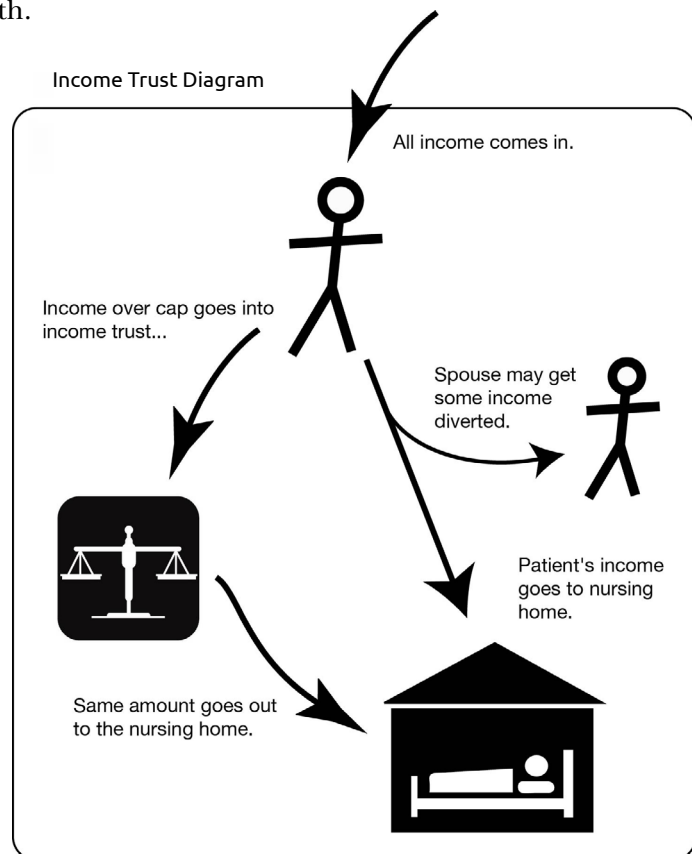 th.
Income Trust Diagram
All income comes in.
Income over cap goes into
income trust...
Spouse may get
some income
diverted.
Patient's income
goes to nursing
home.
Same amount goes out
to the nursing home.